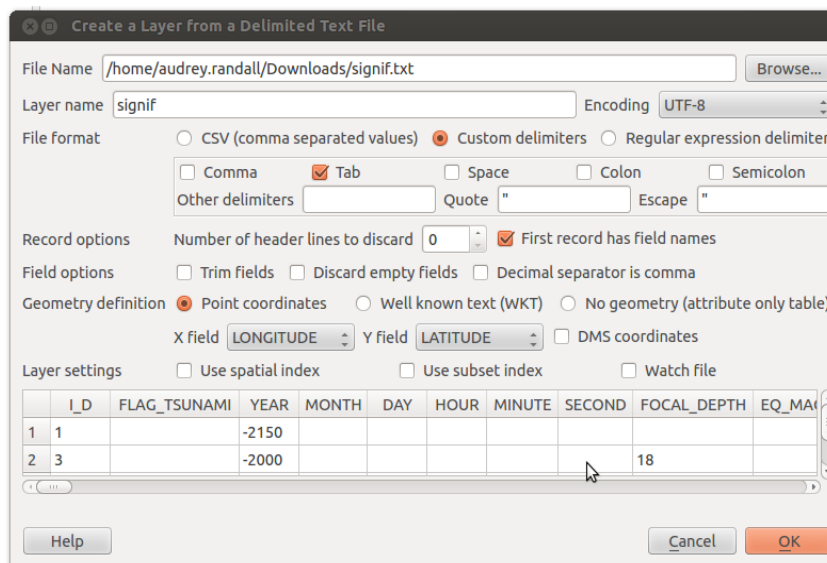 Create a Layer from a Delimited Text File
File Name /home/audrey.randall/Downloads/signif.txt Browse...
Layer name signif Encoding UTF-8
File format CSV (comma separated values) Custom delimiters Regular expression delimiter
Comma Tab Space Colon Semicolon
Other delimiters Quote " Escape "
Record options Number of header lines to discard 0 First record has field names
Field options Trim fields Discard empty fields Decimal separator is comma
Geometry definition Point coordinates Well known text (WKT) No geometry (attribute only table)
X field LONGITUDE Y field LATITUDE DMS coordinates
Layer settings Use spatial index Use subset index Watch file
I_D FLAG_TSUNAMI YEAR MONTH DAY HOUR MINUTE SECOND FOCAL_DEPTH EQ_MAG
1 1 -2150
2 3 -2000 18
Help Cancel OK